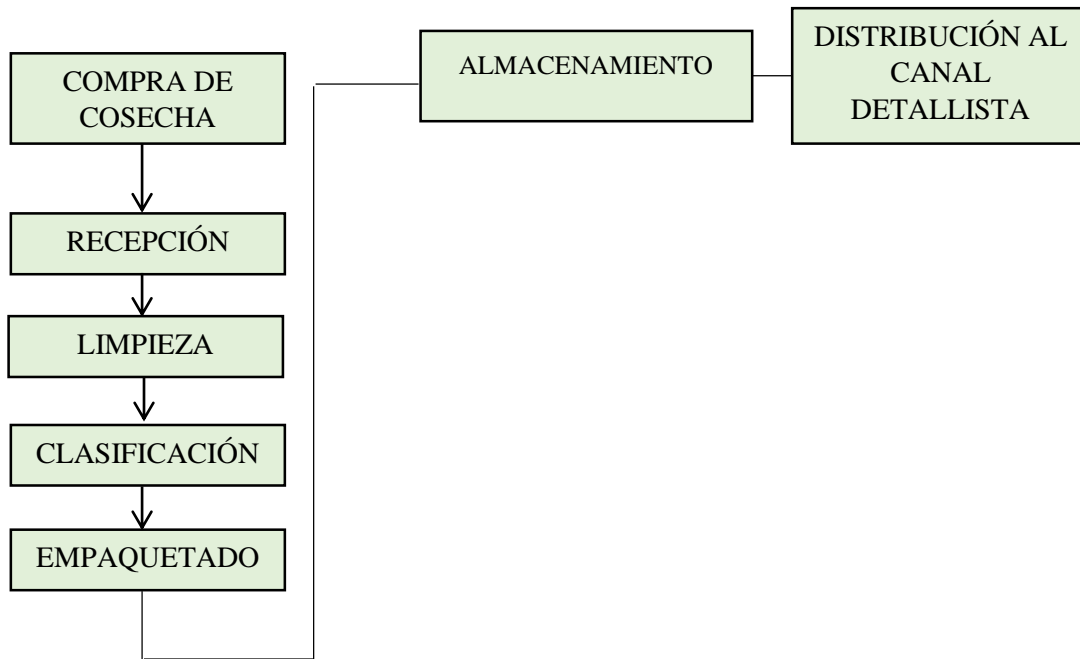 COMPRA DE
COSECHA
RECEPCIÓN
LIMPIEZA
CLASIFICACIÓN
EMPAQUETADO
ALMACENAMIENTO
DISTRIBUCIÓN AL
CANAL
DETALLISTA